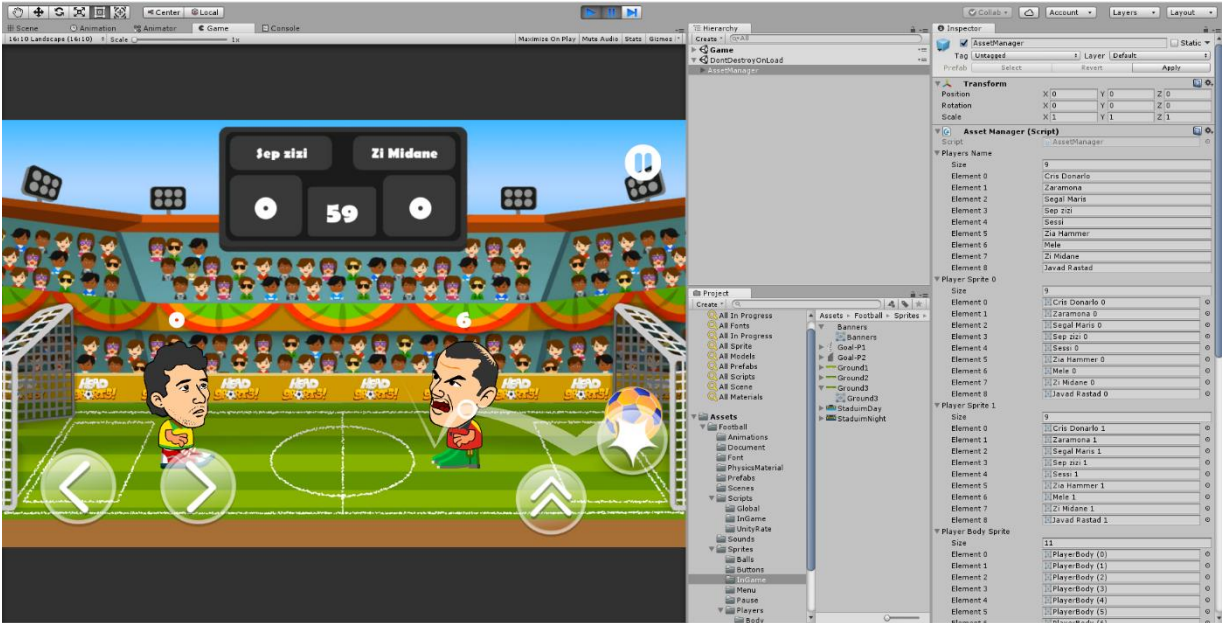 Center Local Collab Account Layers Layout
Scene Animation Animator Game Console
16:10 Landscape (16:10) Scale 1x Maximize On Play Mute Audio Stats Gizmos
Sep zizi Zi Midane
0 59 0
0 6
HEAD SPORTS! HEAD SPORTS! HEAD SPORTS! HEAD SPORTS! HEAD
Hierarchy
Create All
Game
DontDestroyOnLoad
AssetManager
Project
Create
All In Progress
All Fonts
All In Progress
All Sprite
All Models
All Prefabs
All Scripts
All Scene
All Materials
Assets
Football
Animations
Document
Font
PhysicsMaterial
Prefabs
Scenes
Scripts
Global
InGame
UnityRate
Sounds
Sprites
Balls
Buttons
InGame
Menu
Pause
Players
Body
Assets Football Sprites
Banners
Banners
Goal-P1
Goal-P2
Ground1
Ground2
Ground3
Ground3
StaduimDay
StaduimNight
Inspector
AssetManager Static
Tag Untagged Layer Default
Prefab Select Revert Apply
Transform
Position X 0 Y 0 Z 0
Rotation X 0 Y 0 Z 0
Scale X 1 Y 1 Z 1
Asset Manager (Script)
Script AssetManager
Players Name
Size 9
Element 0 Cris Donarlo
Element 1 Zaramona
Element 2 Segal Maris
Element 3 Sep zizi
Element 4 Sessi
Element 5 Zia Hammer
Element 6 Mele
Element 7 Zi Midane
Element 8 Javad Rastad
Player Sprite 0
Size 9
Element 0 Cris Donarlo 0
Element 1 Zaramona 0
Element 2 Segal Maris 0
Element 3 Sep zizi 0
Element 4 Sessi 0
Element 5 Zia Hammer 0
Element 6 Mele 0
Element 7 Zi Midane 0
Element 8 Javad Rastad 0
Player Sprite 1
Size 9
Element 0 Cris Donarlo 1
Element 1 Zaramona 1
Element 2 Segal Maris 1
Element 3 Sep zizi 1
Element 4 Sessi 1
Element 5 Zia Hammer 1
Element 6 Mele 1
Element 7 Zi Midane 1
Element 8 Javad Rastad 1
Player Body Sprite
Size 11
Element 0 PlayerBody (0)
Element 1 PlayerBody (1)
Element 2 PlayerBody (2)
Element 3 PlayerBody (3)
Element 4 PlayerBody (4)
Element 5 PlayerBody (5)